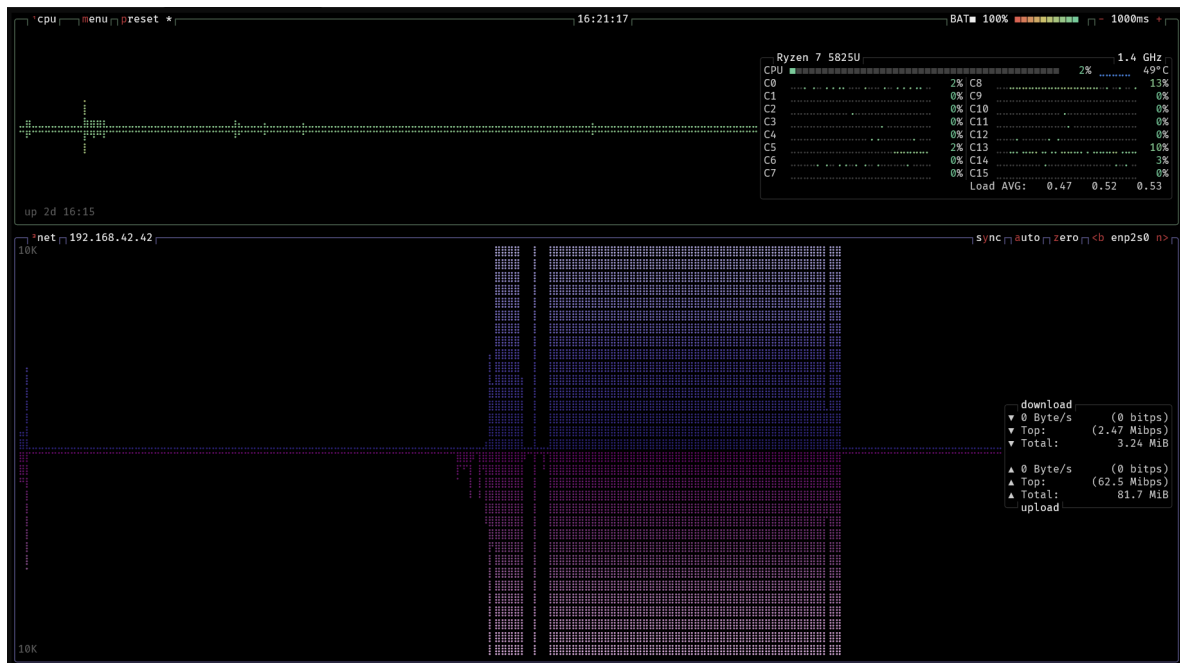 ¹cpu menu preset * 16:21:17 BAT■ 100% - 1000ms +
Ryzen 7 5825U 1.4 GHz
CPU 2% 49°C
C0 2% C8 13%
C1 0% C9 0%
C2 0% C10 0%
C3 0% C11 0%
C4 0% C12 0%
C5 2% C13 10%
C6 0% C14 3%
C7 0% C15 0%
Load AVG: 0.47 0.52 0.53
up 2d 16:15
³net 192.168.42.42 sync auto zero <b enp2s0 n>
10K
download
▼ 0 Byte/s (0 bitps)
▼ Top: (2.47 Mibps)
▼ Total: 3.24 MiB
▲ 0 Byte/s (0 bitps)
▲ Top: (62.5 Mibps)
▲ Total: 81.7 MiB
upload
10K